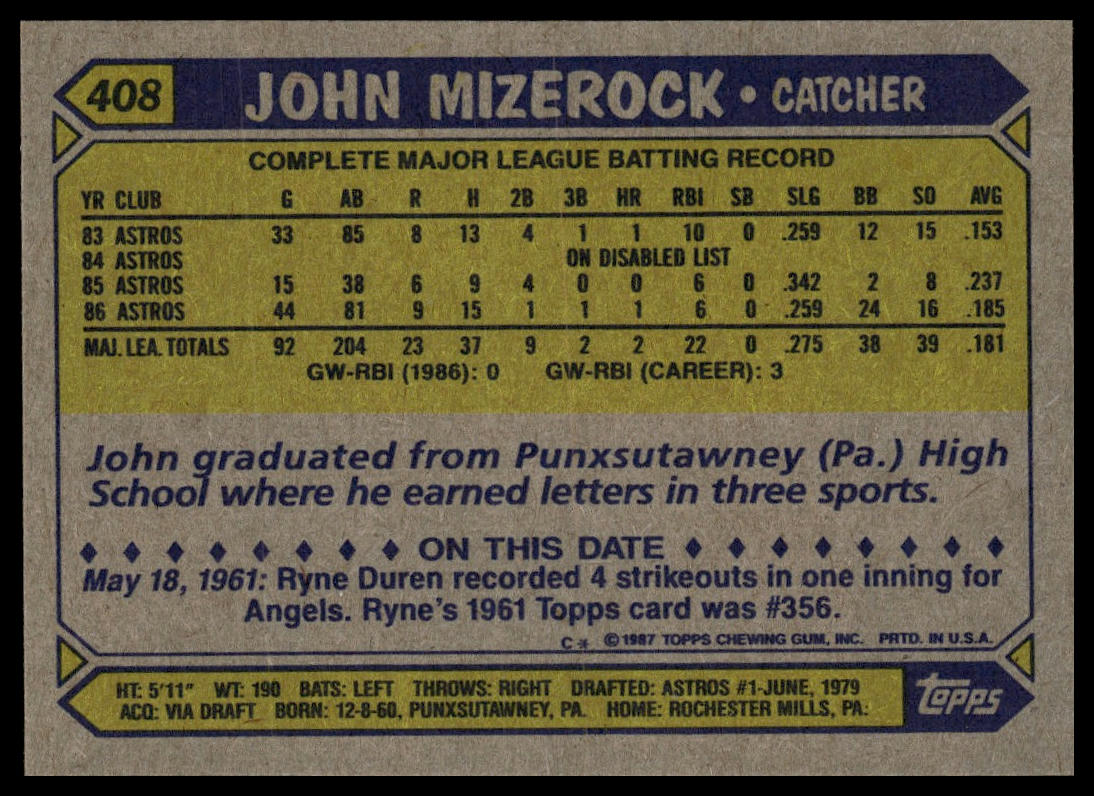 408 JOHN MIZEROCK • CATCHER
COMPLETE MAJOR LEAGUE BATTING RECORD
YR CLUB G AB R H 2B 3B HR RBI SB SLG BB SO AVG
83 ASTROS 33 85 8 13 4 1 1 10 0 .259 12 15 .153
84 ASTROS ON DISABLED LIST
85 ASTROS 15 38 6 9 4 0 0 6 0 .342 2 8 .237
86 ASTROS 44 81 9 15 1 1 1 6 0 .259 24 16 .185
MAJ. LEA. TOTALS 92 204 23 37 9 2 2 22 0 .275 38 39 .181
GW-RBI (1986): 0 GW-RBI (CAREER): 3
John graduated from Punxsutawney (Pa.) High
School where he earned letters in three sports.
ON THIS DATE
May 18, 1961: Ryne Duren recorded 4 strikeouts in one inning for
Angels. Ryne's 1961 Topps card was #356.
C* © 1987 TOPPS CHEWING GUM, INC. PRTD. IN U.S.A.
HT: 5'11" WT: 190 BATS: LEFT THROWS: RIGHT DRAFTED: ASTROS #1-JUNE, 1979
ACQ: VIA DRAFT BORN: 12-8-60, PUNXSUTAWNEY, PA. HOME: ROCHESTER MILLS, PA.
Topps